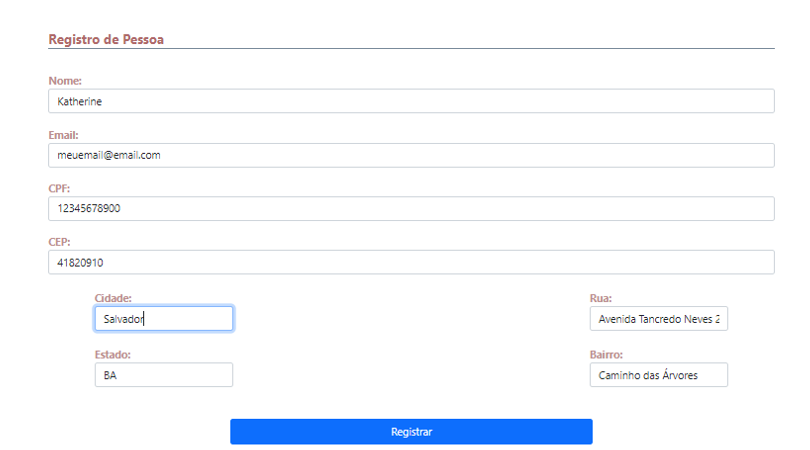 Registro de Pessoa
Nome:
Katherine
Email:
meuemail@email.com
CPF:
12345678900
CEP:
41820910
Cidade:
Rua:
Salvador
Avenida Tancredo Neves 2
Estado:
Bairro:
BA
Caminho das Árvores
Registrar